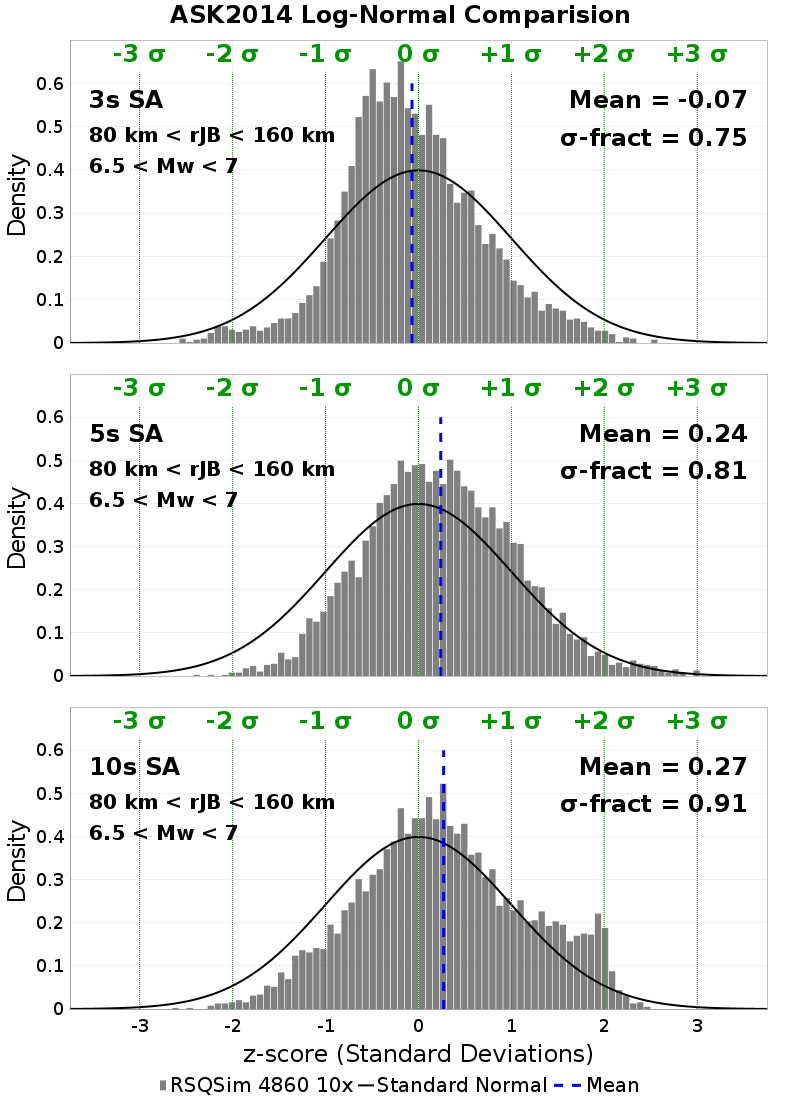 ASK2014 Log-Normal Comparision
-3 σ -2 σ -1 σ 0 σ +1 σ +2 σ +3 σ
3s SA
80 km < rJB < 160 km
6.5 < Mw < 7
Mean = -0.07
σ-fract = 0.75
Density
0.6
0.5
0.4
0.3
0.2
0.1
0
-3 σ -2 σ -1 σ 0 σ +1 σ +2 σ +3 σ
5s SA
80 km < rJB < 160 km
6.5 < Mw < 7
Mean = 0.24
σ-fract = 0.81
Density
0.6
0.5
0.4
0.3
0.2
0.1
0
-3 σ -2 σ -1 σ 0 σ +1 σ +2 σ +3 σ
10s SA
80 km < rJB < 160 km
6.5 < Mw < 7
Mean = 0.27
σ-fract = 0.91
Density
0.6
0.5
0.4
0.3
0.2
0.1
0
-3 -2 -1 0 1 2 3
z-score (Standard Deviations)
RSQSim 4860 10x Standard Normal Mean